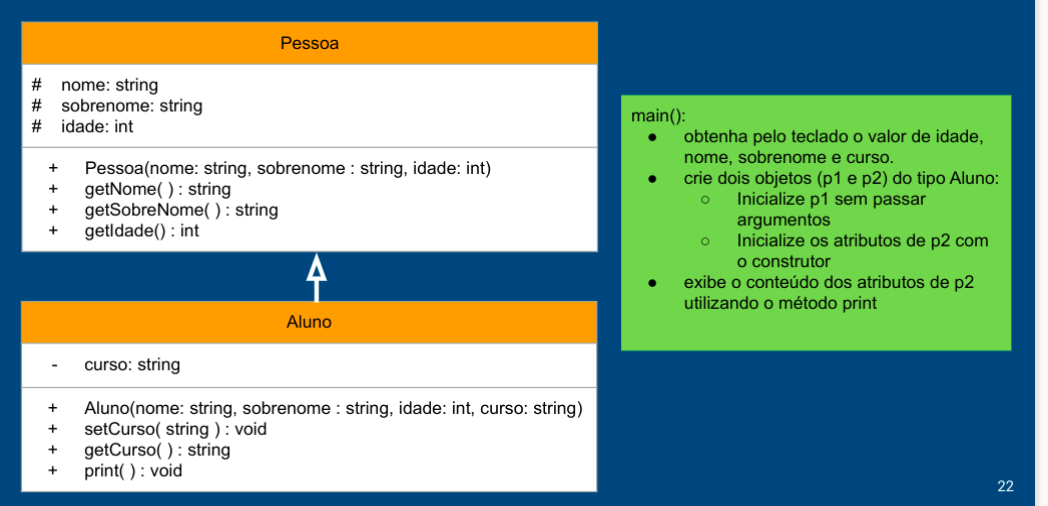 Pessoa
# nome: string
# sobrenome: string
# idade: int
+ Pessoa(nome: string, sobrenome : string, idade: int)
+ getNome( ) : string
+ getSobreNome( ) : string
+ getIdade() : int
Aluno
- curso: string
+ Aluno(nome: string, sobrenome : string, idade: int, curso: string)
+ setCurso( string ) : void
+ getCurso( ) : string
+ print( ) : void
main():
● obtenha pelo teclado o valor de idade,
nome, sobrenome e curso.
● crie dois objetos (p1 e p2) do tipo Aluno:
○ Inicialize p1 sem passar
argumentos
○ Inicialize os atributos de p2 com
o construtor
● exibe o conteúdo dos atributos de p2
utilizando o método print
22